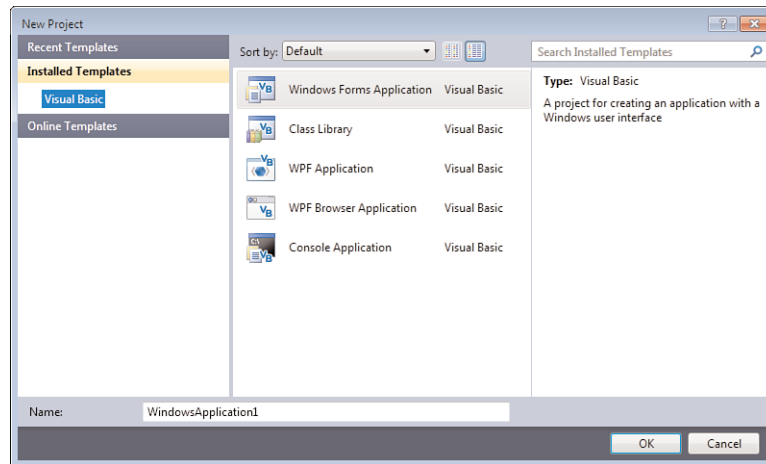 New Project
Recent Templates
Installed Templates
Visual Basic
Online Templates
Sort by: Default
Search Installed Templates
Windows Forms Application Visual Basic
Class Library Visual Basic
WPF Application Visual Basic
WPF Browser Application Visual Basic
Console Application Visual Basic
Type: Visual Basic
A project for creating an application with a
Windows user interface
Name: WindowsApplication1
OK Cancel